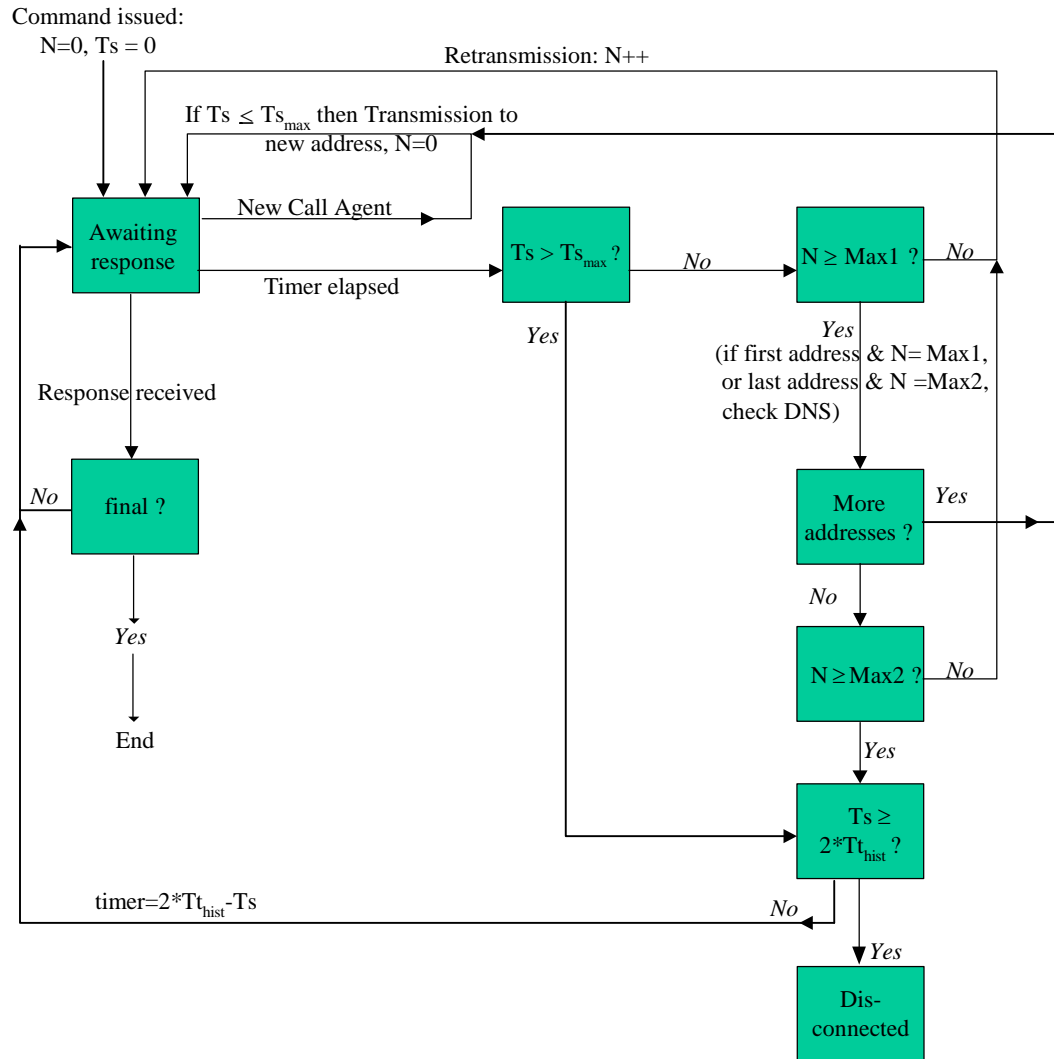 Command issued:
N=0, Ts = 0
Retransmission: N++
If Ts ≤ Tsmax then Transmission to
new address, N=0
New Call Agent
Awaiting
response
Timer elapsed
Ts > Tsmax ?
No
N ≥ Max1 ?
No
Yes
Yes
(if first address & N= Max1,
or last address & N =Max2,
check DNS)
Response received
final ?
No
More
addresses ?
Yes
No
Yes
N ≥ Max2 ?
No
End
Yes
Ts ≥
2*Tthist ?
timer=2*Tthist-Ts
No
Yes
Dis-
connected